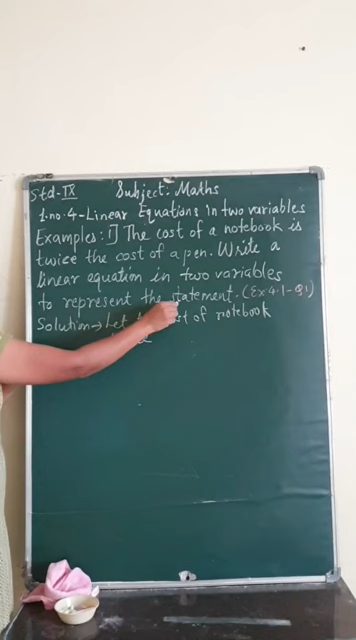 Std-IX Subject: Maths
1.no:4-Linear Equations in two variables
Examples: 1] The cost of a notebook is
twice the cost of a pen. Write a
linear equation in two variables
to represent the statement. (Ex 4.1-Q1)
Solution→ Let cost of notebook